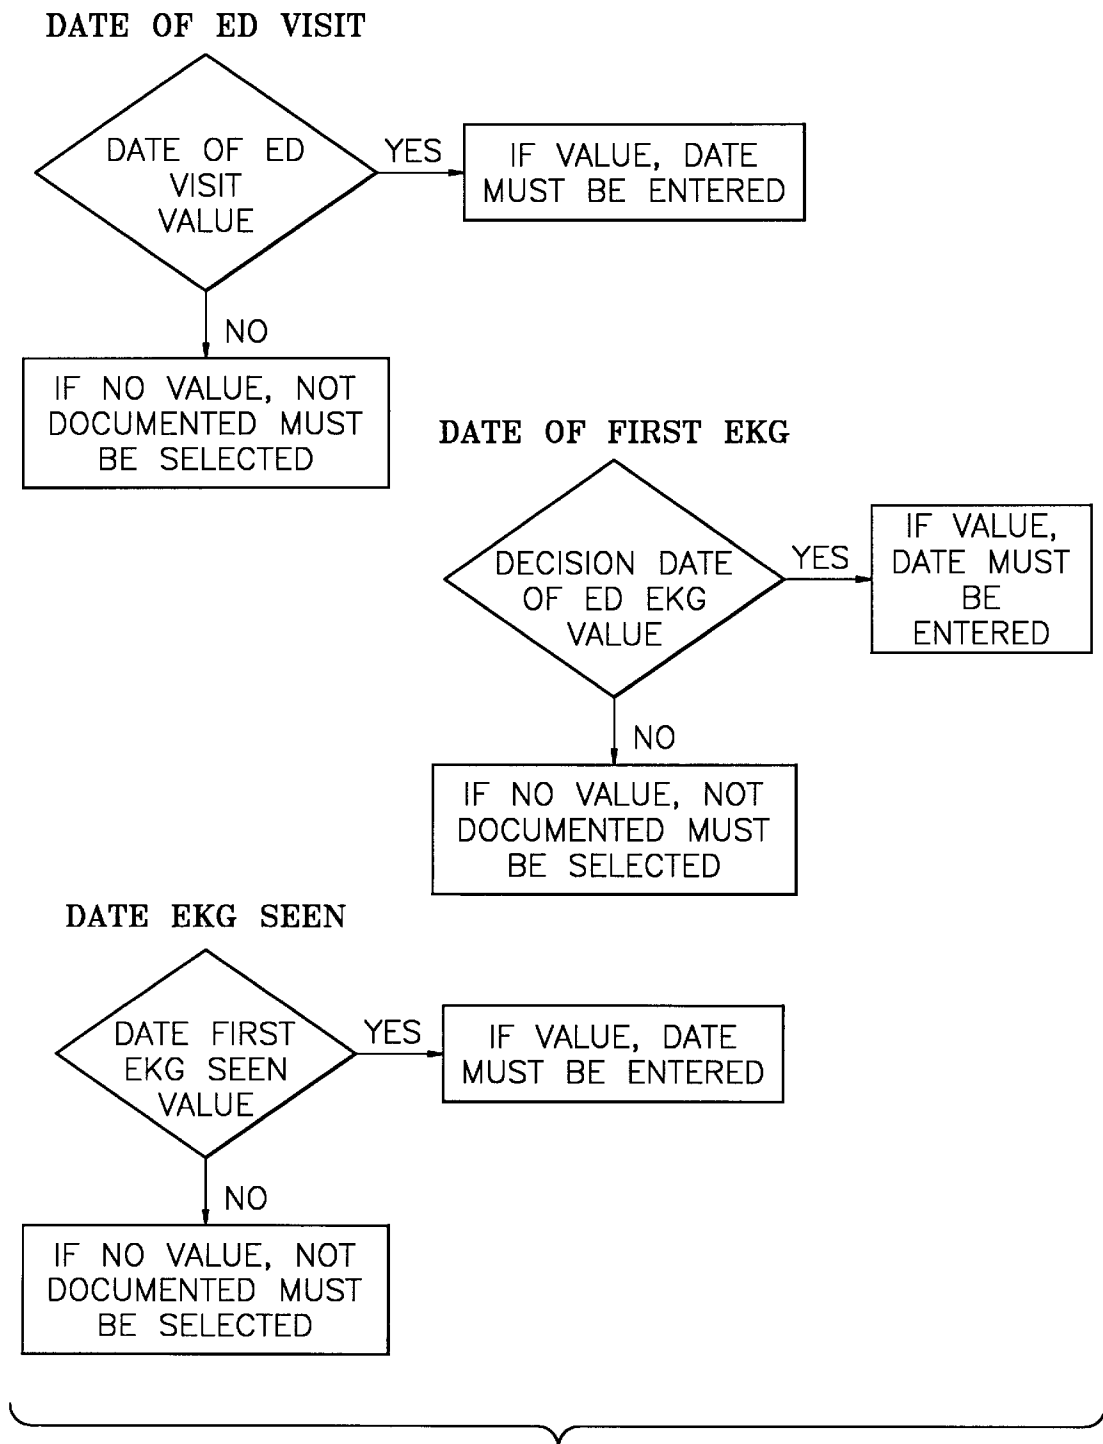 DATE OF ED VISIT
DATE OF ED
VISIT
VALUE
YES
IF VALUE, DATE
MUST BE ENTERED
NO
IF NO VALUE, NOT
DOCUMENTED MUST
BE SELECTED
DATE OF FIRST EKG
DECISION DATE
OF ED EKG
VALUE
YES
IF VALUE,
DATE MUST
BE
ENTERED
NO
IF NO VALUE, NOT
DOCUMENTED MUST
BE SELECTED
DATE EKG SEEN
DATE FIRST
EKG SEEN
VALUE
YES
IF VALUE, DATE
MUST BE ENTERED
NO
IF NO VALUE, NOT
DOCUMENTED MUST
BE SELECTED